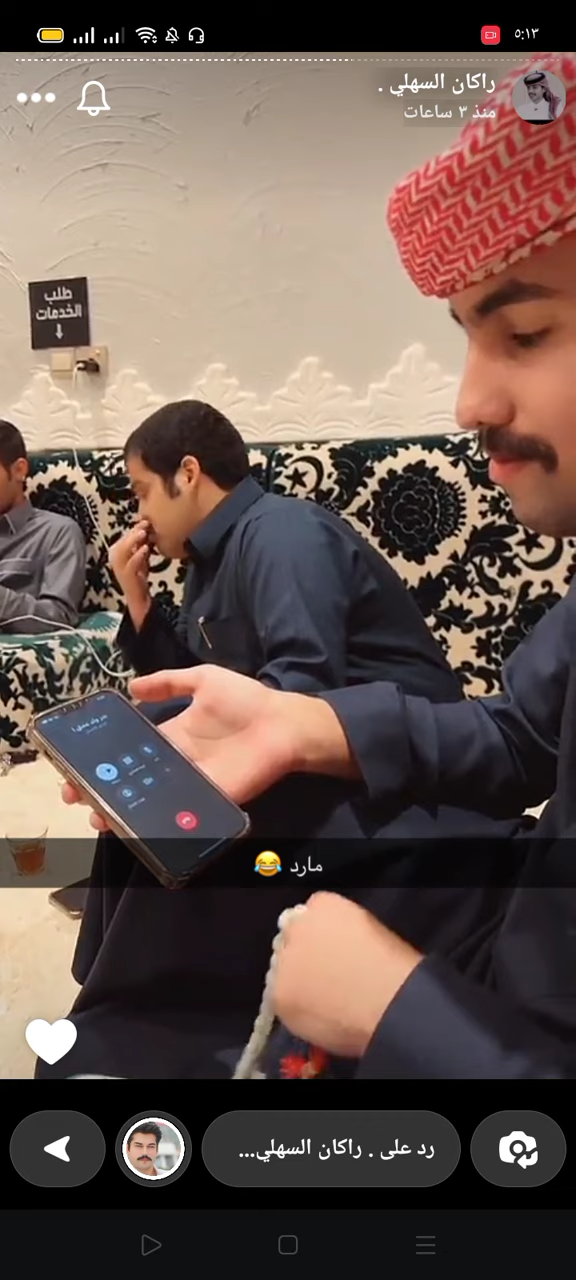 ٥:١٣
راكان السهلي .
منذ ٣ ساعات
طلب
الخدمات
مارد 😂
رد على . راكان السهلي...